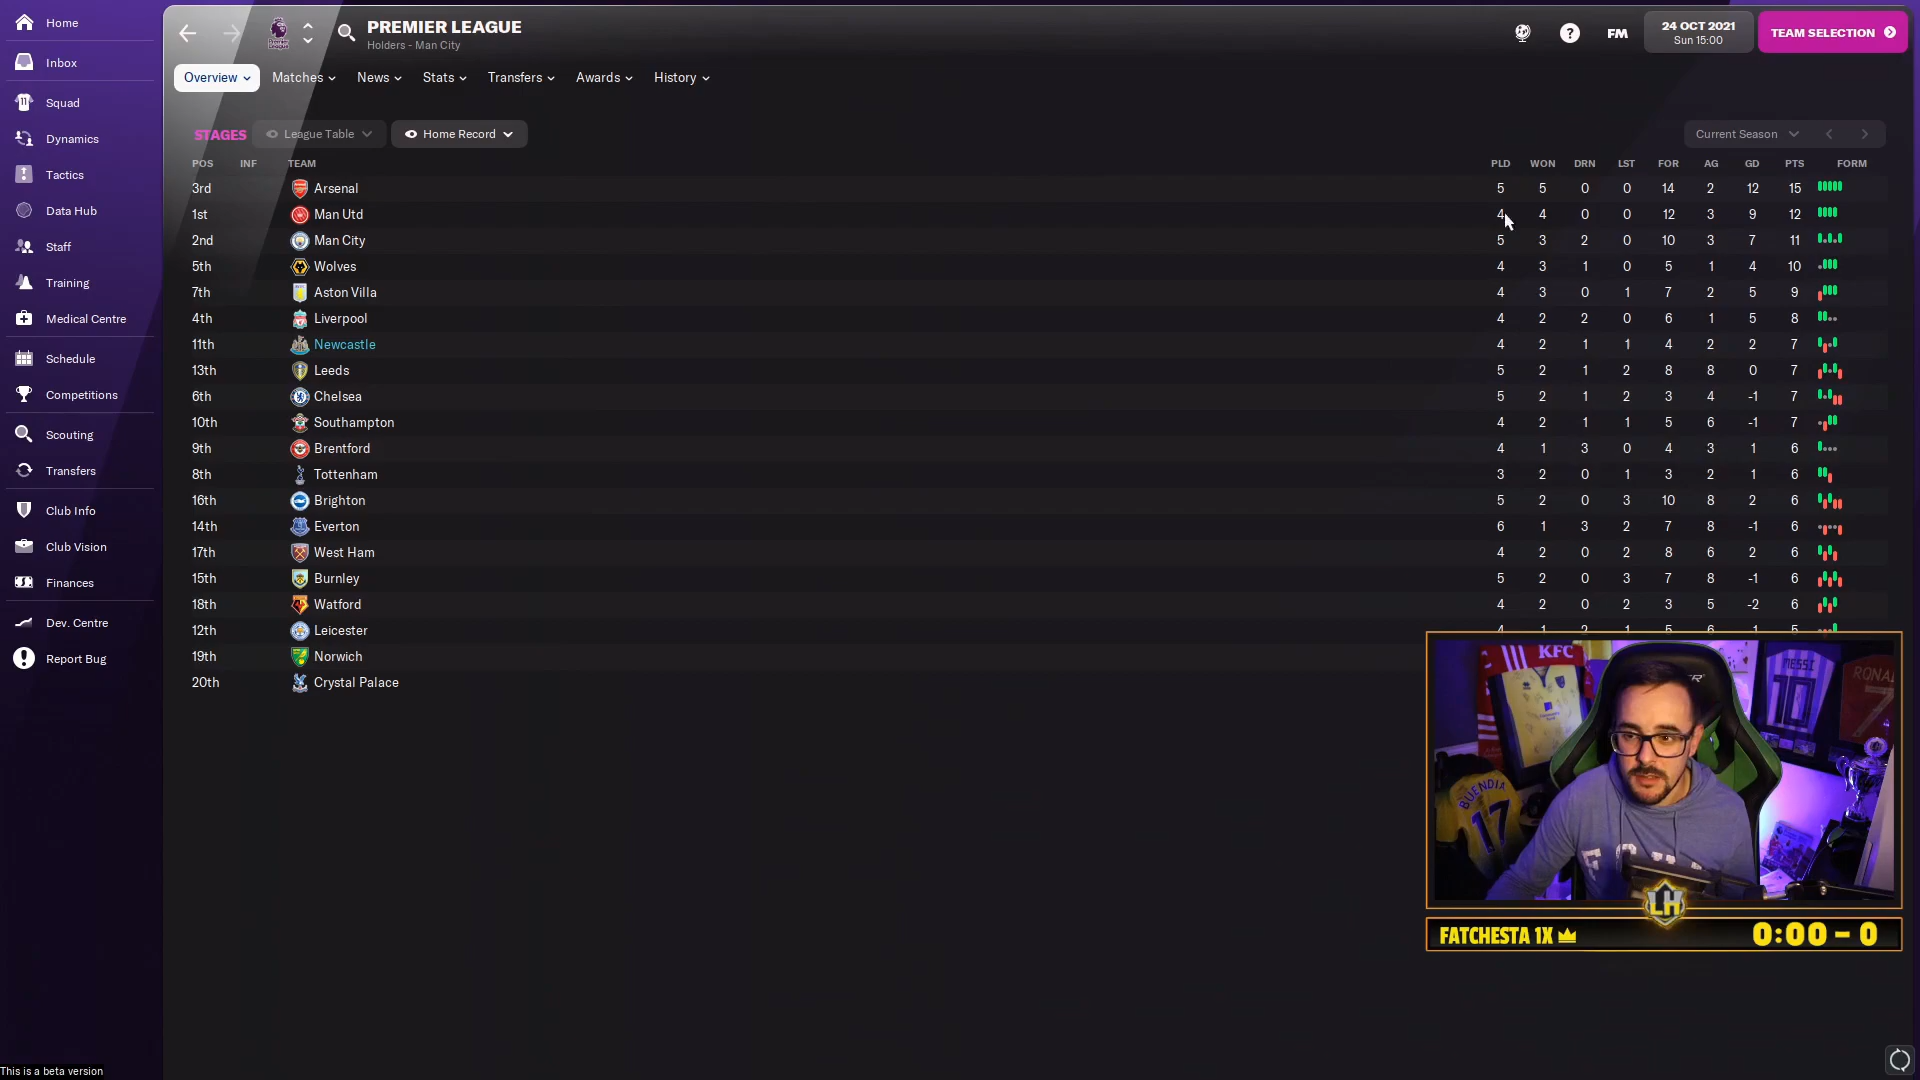 Home
Inbox
Squad
Dynamics
Tactics
Data Hub
Staff
Training
Medical Centre
Schedule
Competitions
Scouting
Transfers
Club Info
Club Vision
Finances
Dev. Centre
Report Bug
This is a beta version
PREMIER LEAGUE
Holders - Man City
FM
24 OCT 2021
Sun 15:00
TEAM SELECTION
Overview Matches News Stats Transfers Awards History
STAGES League Table Home Record Current Season
POS INF TEAM PLD WON DRN LST FOR AG GD PTS FORM
3rd Arsenal 5 5 0 0 14 2 12 15
1st Man Utd 4 4 0 0 12 3 9 12
2nd Man City 5 3 2 0 10 3 7 11
5th Wolves 4 3 1 0 5 1 4 10
7th Aston Villa 4 3 0 1 7 2 5 9
4th Liverpool 4 2 2 0 6 1 5 8
11th Newcastle 4 2 1 1 4 2 2 7
13th Leeds 5 2 1 2 8 8 0 7
6th Chelsea 5 2 1 2 3 4 -1 7
10th Southampton 4 2 1 1 5 6 -1 7
9th Brentford 4 1 3 0 4 3 1 6
8th Tottenham 3 2 0 1 3 2 1 6
16th Brighton 5 2 0 3 10 8 2 6
14th Everton 6 1 3 2 7 8 -1 6
17th West Ham 4 2 0 2 8 6 2 6
15th Burnley 5 2 0 3 7 8 -1 6
18th Watford 4 2 0 2 3 5 -2 6
12th Leicester 4 1 2 1 5 6
19th Norwich
20th Crystal Palace
KFC
MESSI
10
7
BUENDIA
17
LH
FATCHESTA 1X 0:00 - 0